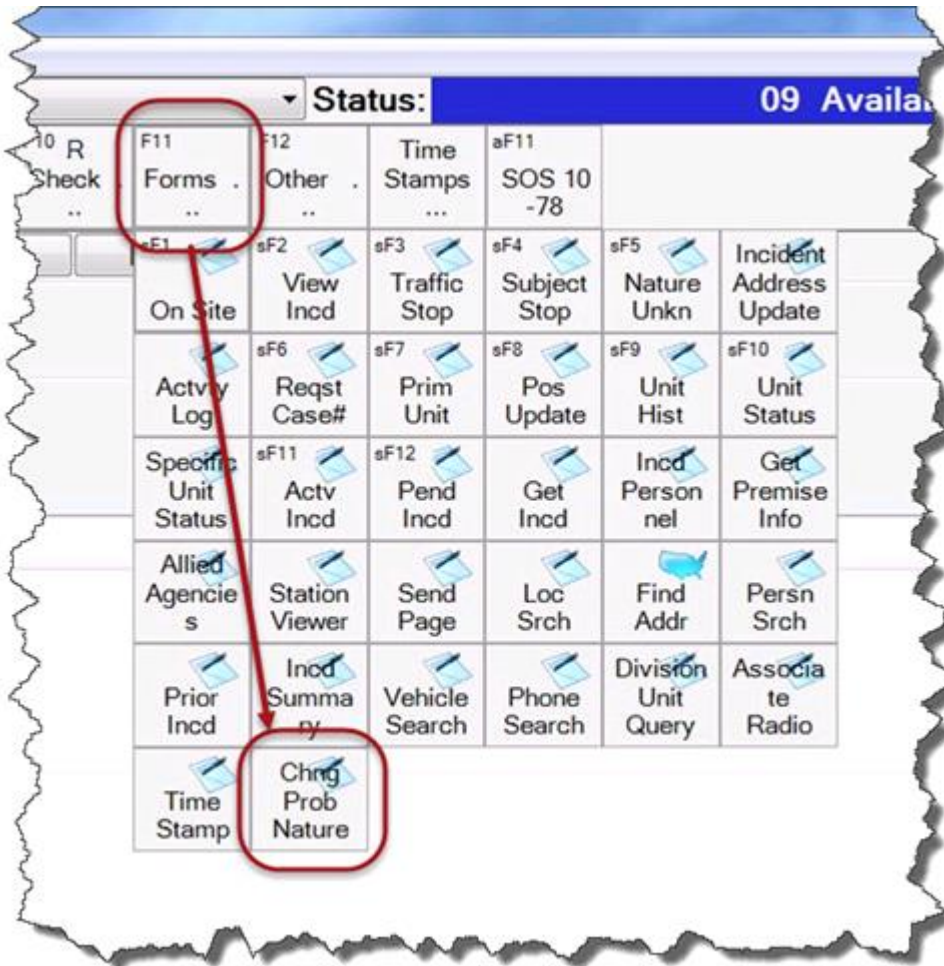 Status: 09 Availa
10 R
Check .
..
F11
Forms .
..
F12
Other .
..
Time
Stamps
...
aF11
SOS 10
-78
sF1
On Site
sF2
View
Incd
sF3
Traffic
Stop
sF4
Subject
Stop
sF5
Nature
Unkn
Incident
Address
Update
Actvty
Log
sF6
Reqst
Case#
sF7
Prim
Unit
sF8
Pos
Update
sF9
Unit
Hist
sF10
Unit
Status
Specific
Unit
Status
sF11
Actv
Incd
sF12
Pend
Incd
Get
Incd
Incd
Person
nel
Get
Premise
Info
Allied
Agencie
s
Station
Viewer
Send
Page
Loc
Srch
Find
Addr
Persn
Srch
Prior
Incd
Incd
Summa
ry
Vehicle
Search
Phone
Search
Division
Unit
Query
Associa
te
Radio
Time
Stamp
Chng
Prob
Nature